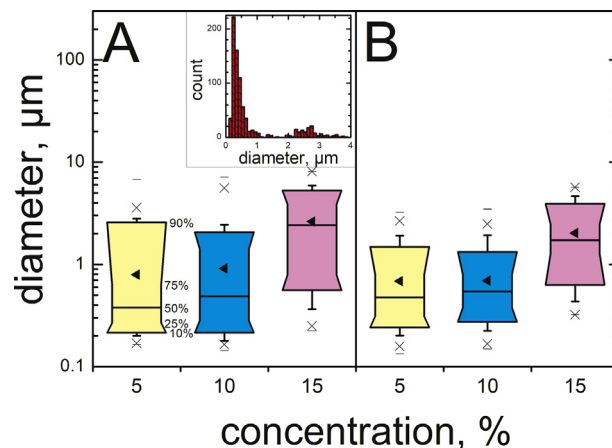 A
B
200
100
0
count
0 1 2 3 4
diameter, µm
diameter, µm
100
10
1
0.1
90%
75%
50%
25%
10%
5 10 15 5 10 15
concentration, %